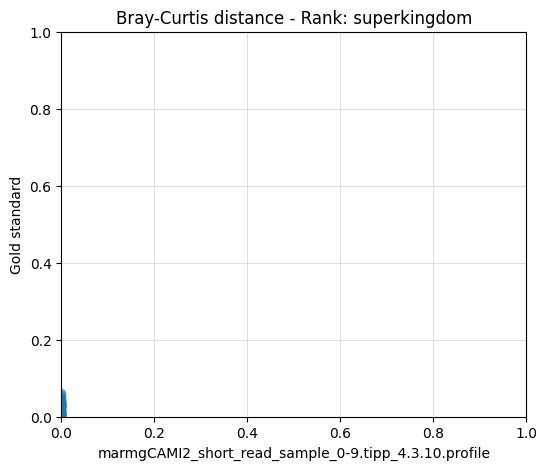 Bray-Curtis distance - Rank: superkingdom
1.0
0.8
0.6
0.4
0.2
0.0
Gold standard
0.0 0.2 0.4 0.6 0.8 1.0
marmgCAMI2_short_read_sample_0-9.tipp_4.3.10.profile